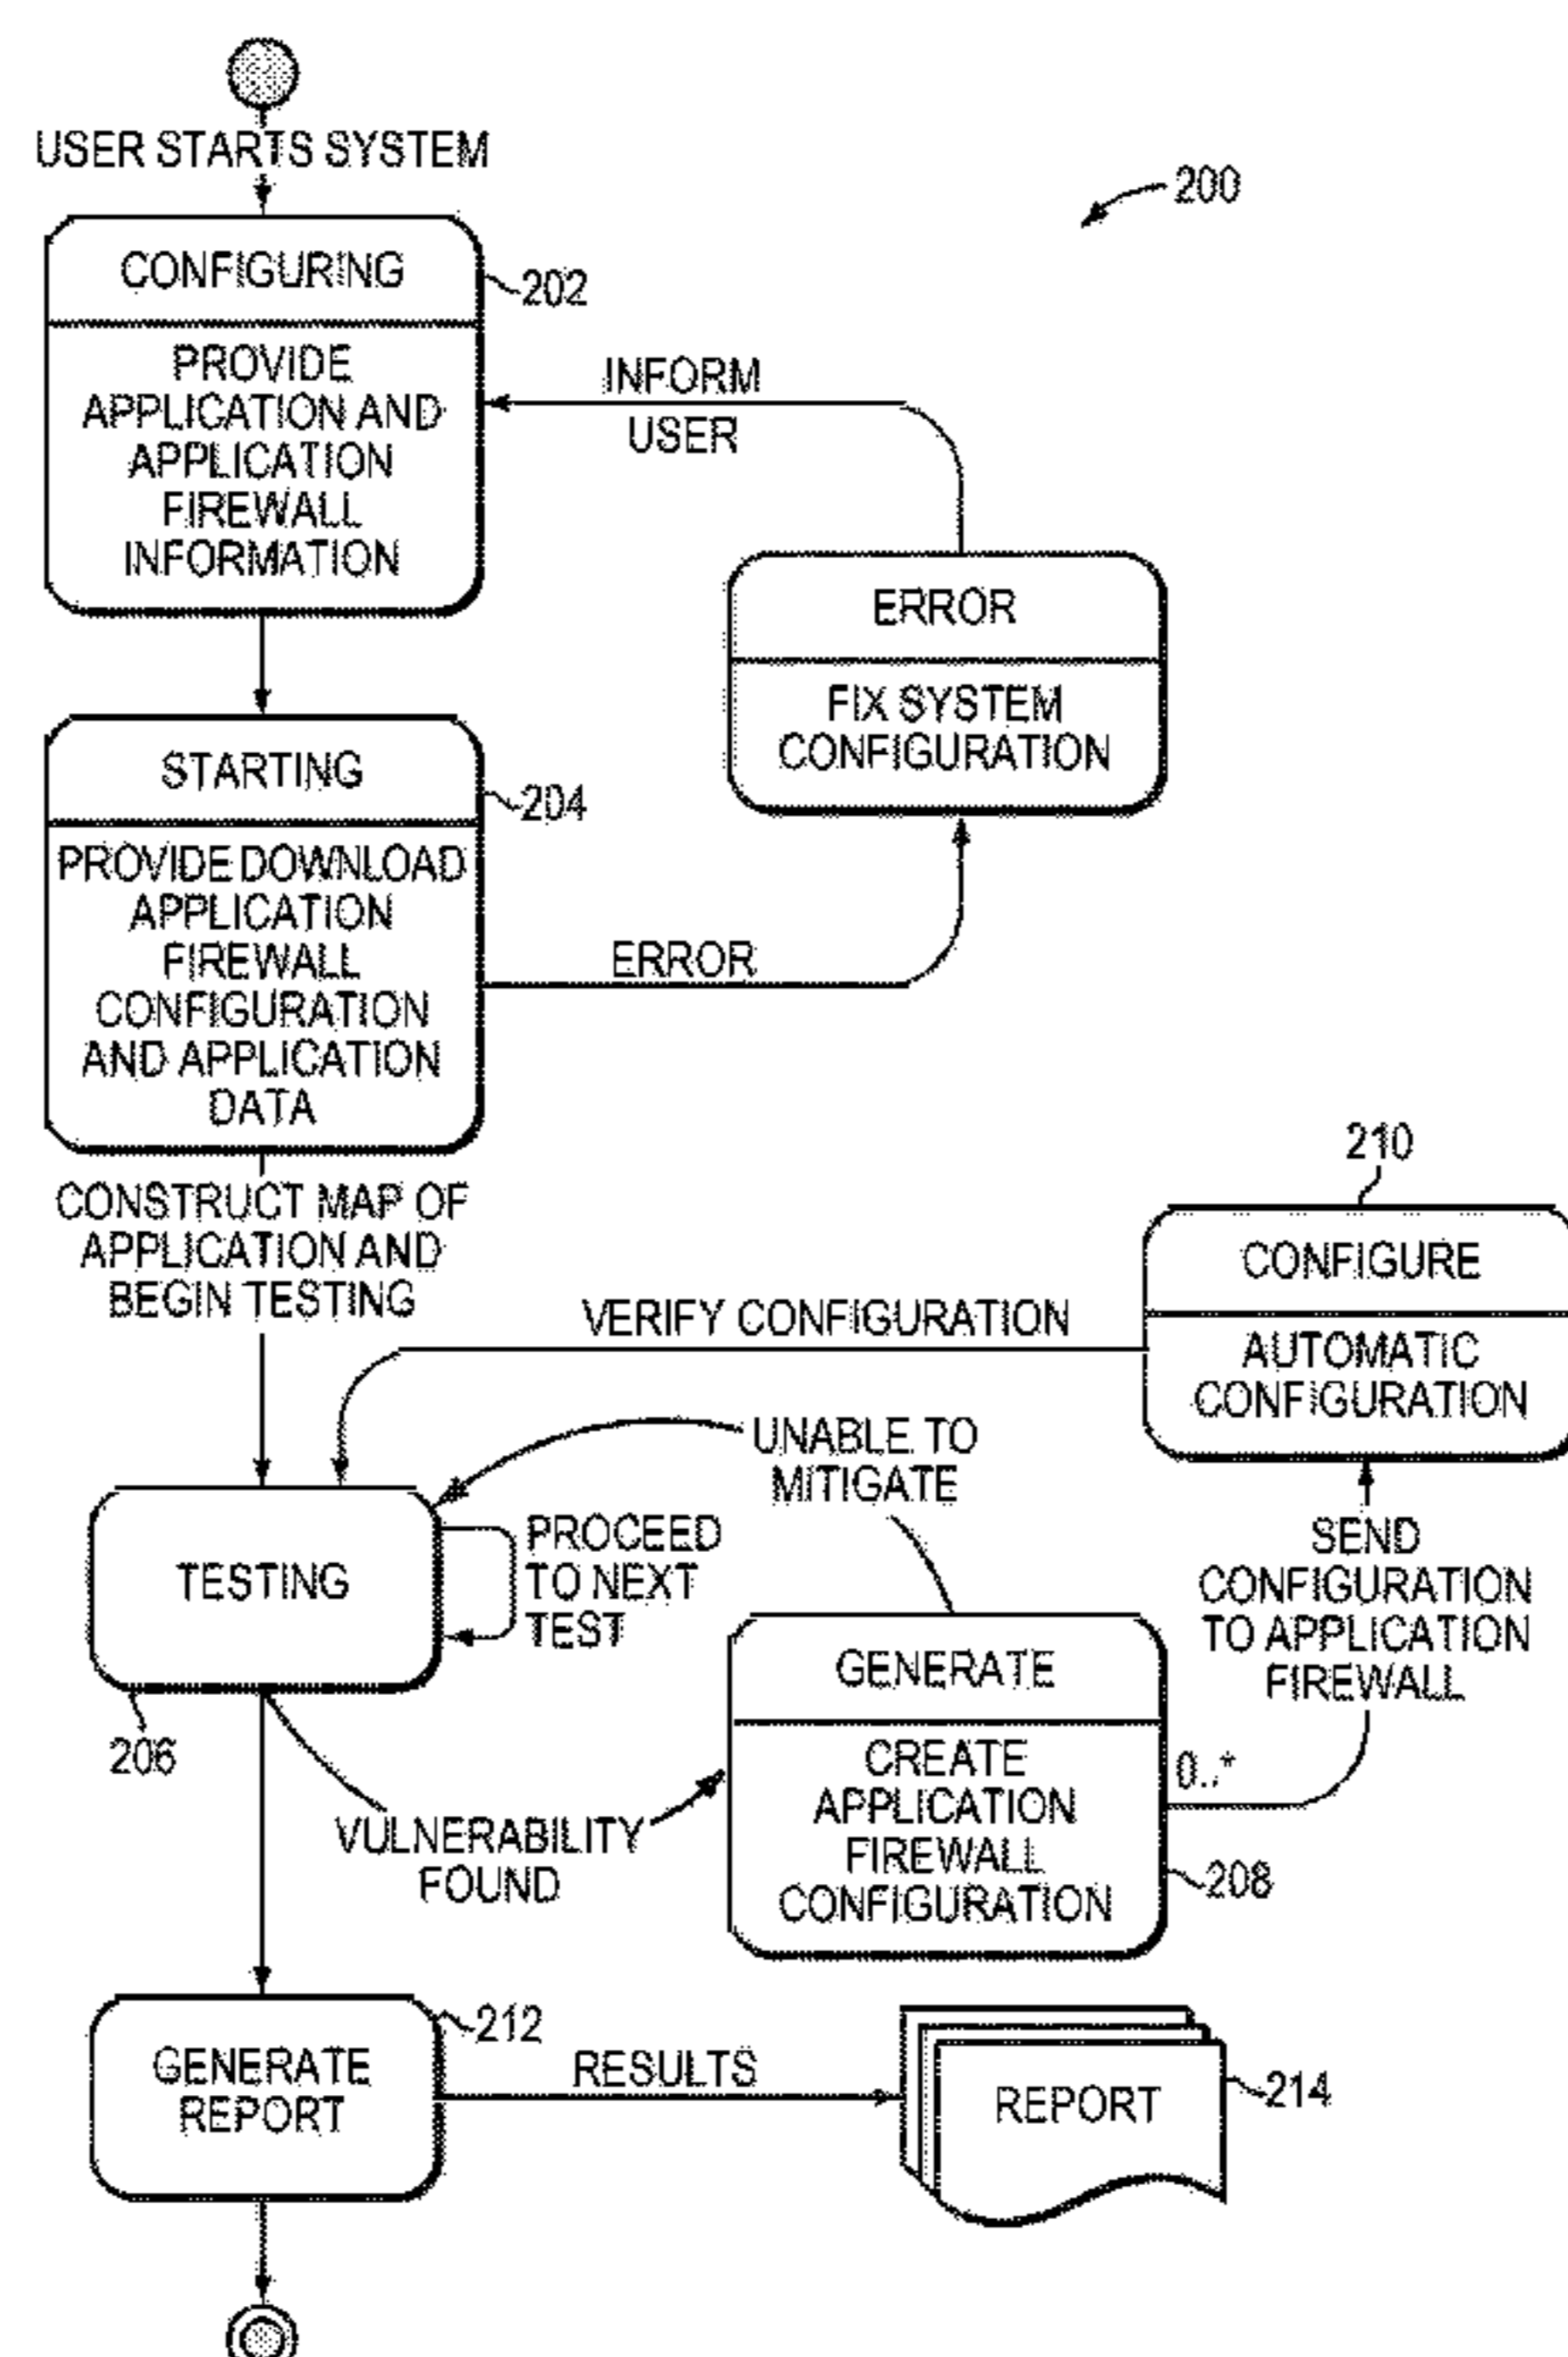 USER STARTS SYSTEM
200
CONFIGURING
202
PROVIDE
APPLICATION AND
APPLICATION
FIREWALL
INFORMATION
INFORM
USER
ERROR
FIX SYSTEM
CONFIGURATION
STARTING
204
PROVIDE DOWNLOAD
APPLICATION
FIREWALL
CONFIGURATION
AND APPLICATION
DATA
ERROR
CONSTRUCT MAP OF
APPLICATION AND
BEGIN TESTING
210
CONFIGURE
AUTOMATIC
CONFIGURATION
VERIFY CONFIGURATION
UNABLE TO
MITIGATE
TESTING
PROCEED
TO NEXT
TEST
206
SEND
CONFIGURATION
TO APPLICATION
FIREWALL
GENERATE
CREATE
APPLICATION
FIREWALL
CONFIGURATION
0..*
208
VULNERABILITY
FOUND
GENERATE
REPORT
212
RESULTS
REPORT
214